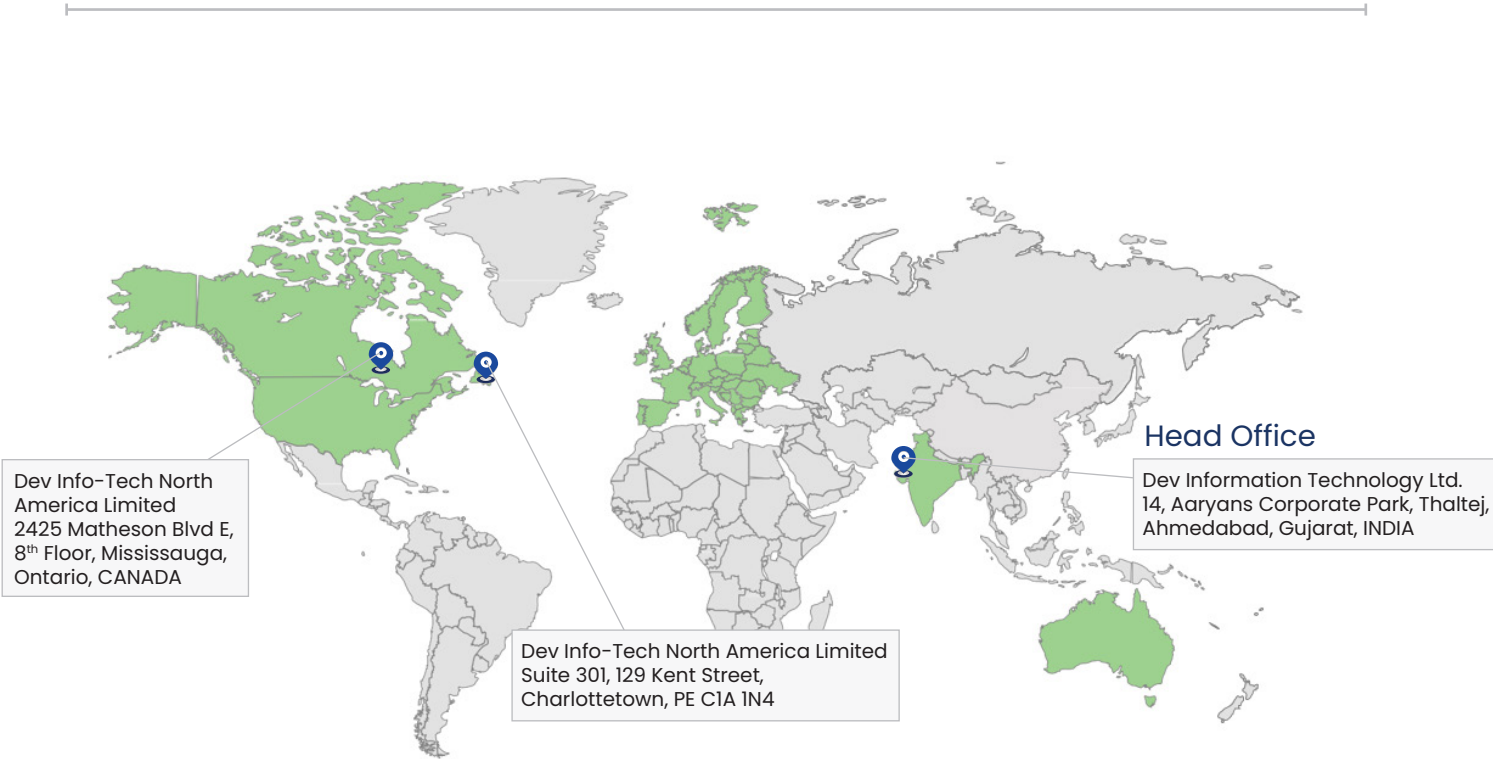 Head Office
Dev Information Technology Ltd.
14, Aaryans Corporate Park, Thaltej,
Ahmedabad, Gujarat, INDIA
Dev Info-Tech North
America Limited
2425 Matheson Blvd E,
8th Floor, Mississauga,
Ontario, CANADA
Dev Info-Tech North America Limited
Suite 301, 129 Kent Street,
Charlottetown, PE C1A 1N4